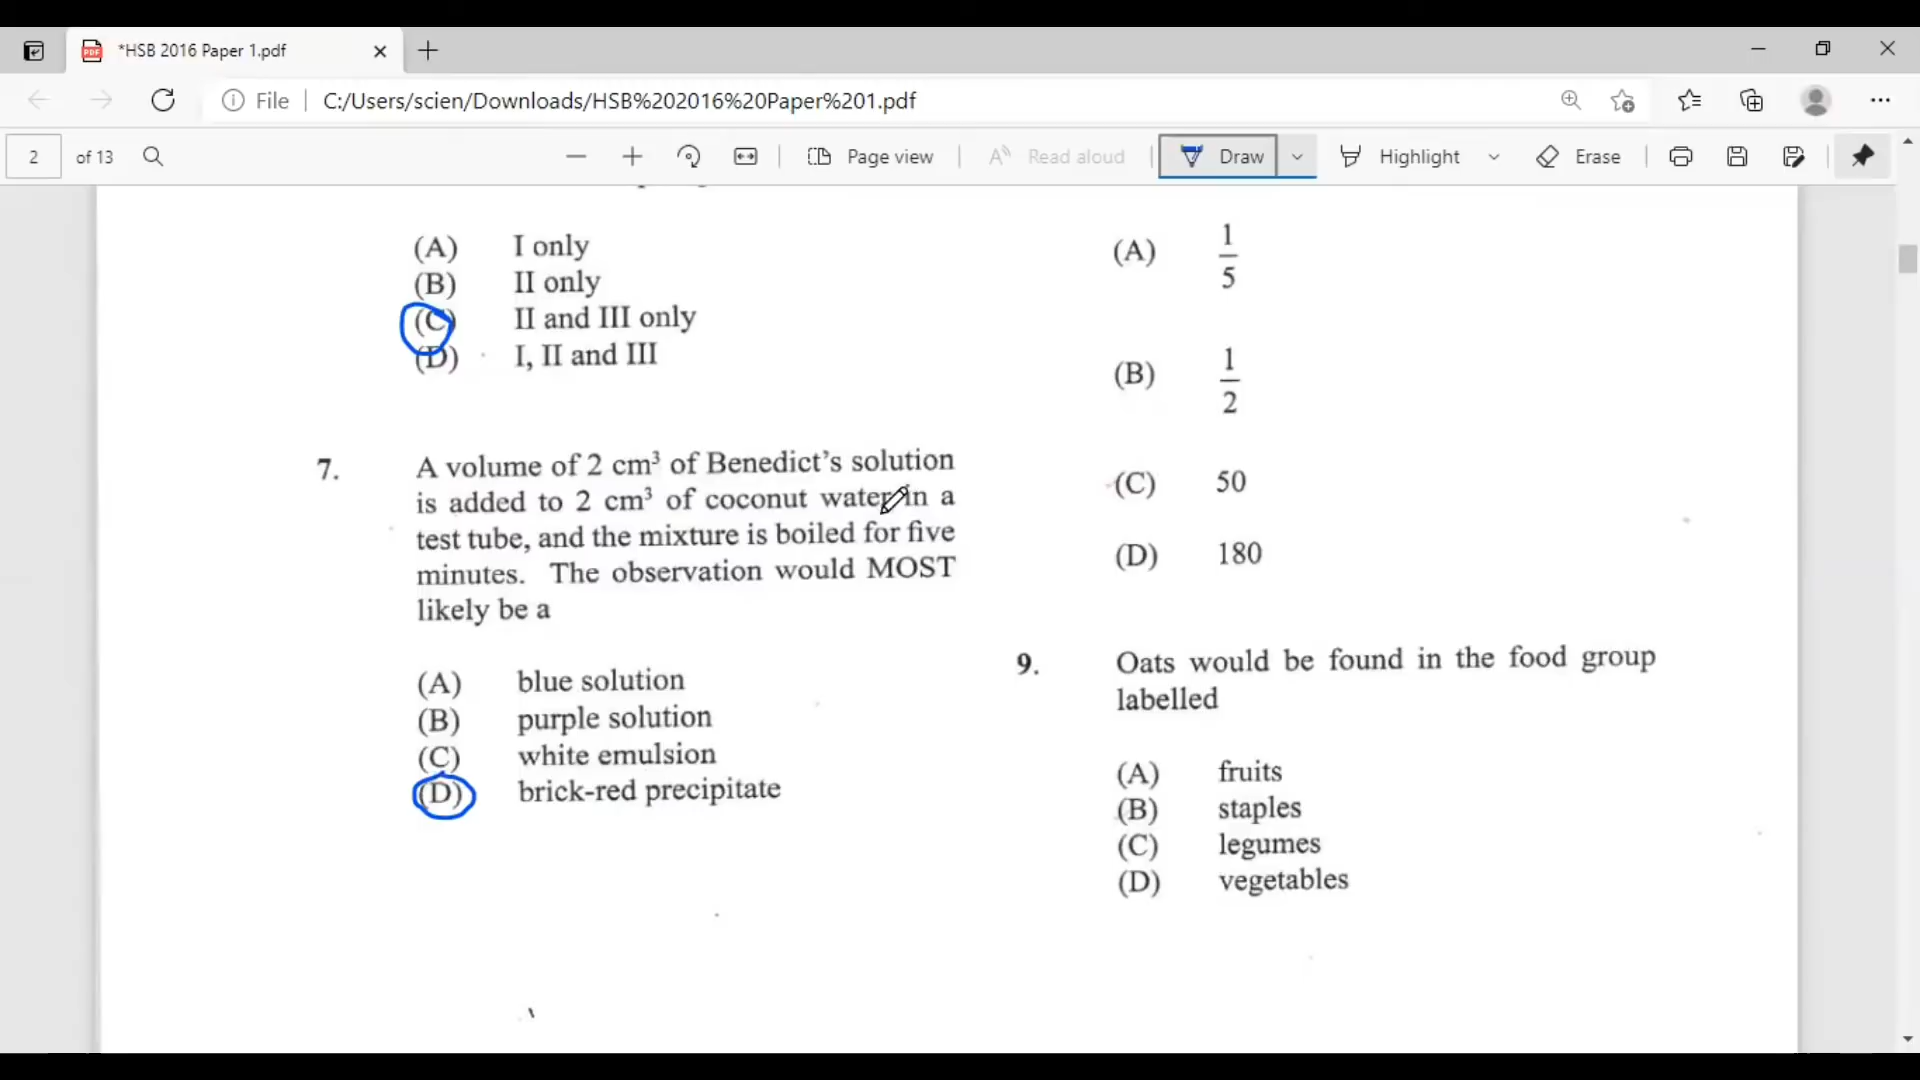 *HSB 2016 Paper 1.pdf
File
C:/Users/scien/Downloads/HSB%202016%20Paper%201.pdf
2 of 13
Page view
Read aloud
Draw
Highlight
Erase
(A) I only
(B) II only
(C) II and III only
(D) I, II and III
7. A volume of 2 cm³ of Benedict's solution
is added to 2 cm³ of coconut water in a
test tube, and the mixture is boiled for five
minutes. The observation would MOST
likely be a
(A) blue solution
(B) purple solution
(C) white emulsion
(D) brick-red precipitate
(A) 1/5
(B) 1/2
(C) 50
(D) 180
9. Oats would be found in the food group
labelled
(A) fruits
(B) staples
(C) legumes
(D) vegetables